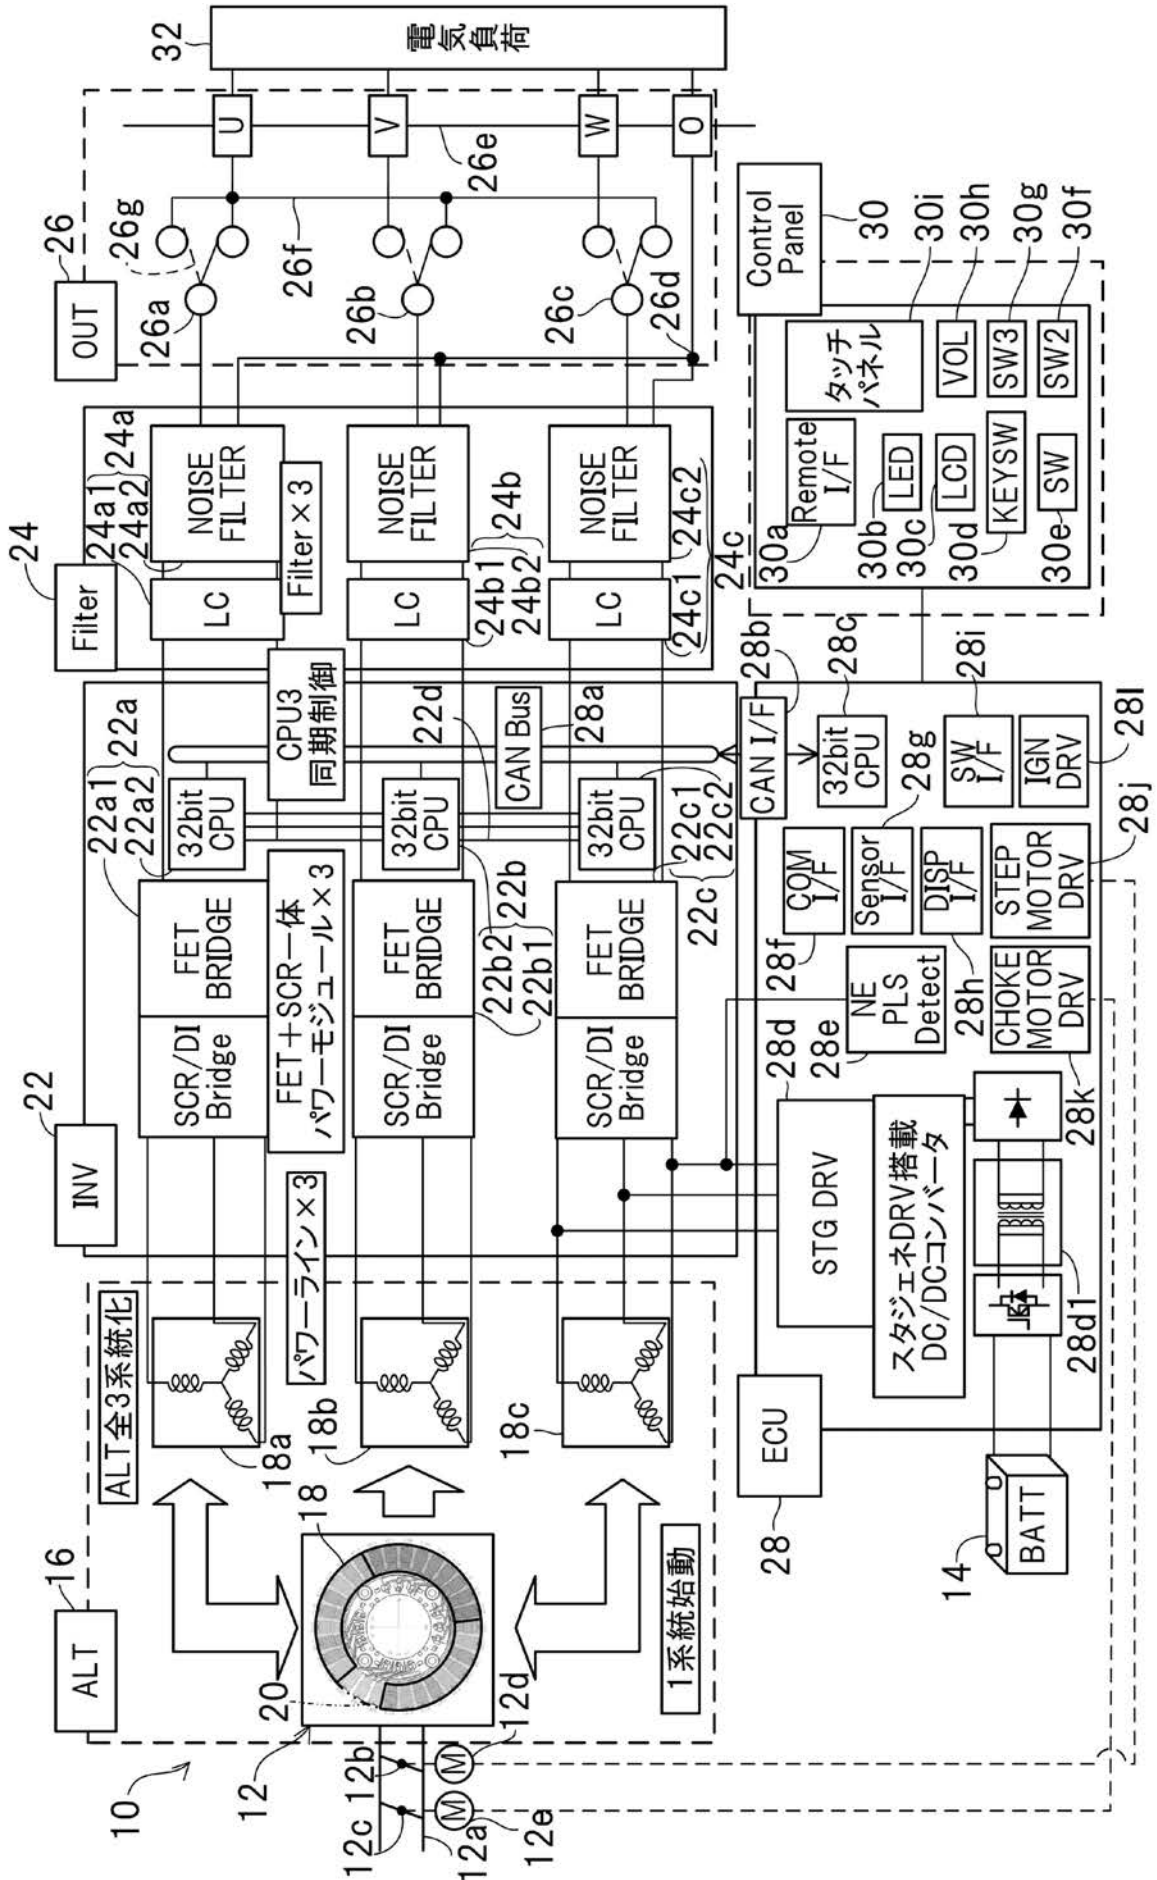 10
ALT
16
ALT全3系統化
12
20
18
12a
12b
12c
12d
12e
M
M
1系統始動
18a
18b
18c
パワーライン×3
INV
22
SCR/DI
Bridge
FET
BRIDGE
22a1
22a2
22a
32bit
CPU
FET＋SCR一体
パワーモジュール×3
SCR/DI
Bridge
FET
BRIDGE
22b2
22b1
22b
32bit
CPU
22d
SCR/DI
Bridge
FET
BRIDGE
22c
22c1
22c2
32bit
CPU
CPU3
同期制御
CAN Bus
28a
Filter
24
24a1
24a2
24a
LC
NOISE
FILTER
Filter×3
LC
NOISE
FILTER
24b1
24b2
24b
LC
NOISE
FILTER
24c1
24c2
24c
OUT
26
26a
26g
26f
26b
26c
26d
26e
U
V
W
O
電気負荷
32
ECU
28
14
BATT
STG DRV
28d
スタジェネDRV搭載
DC/DCコンバータ
28d1
NE
PLS
Detect
28e
COM
I/F
28f
Sensor
I/F
28g
DISP
I/F
28h
CHOKE
MOTOR
DRV
28k
STEP
MOTOR
DRV
28j
CAN I/F
28b
32bit
CPU
28c
SW
I/F
28i
IGN
DRV
28l
Control
Panel
30
Remote
I/F
30a
LED
30b
LCD
30c
KEYSW
30d
SW
30e
タッチ
パネル
30i
VOL
30h
SW3
30g
SW2
30f